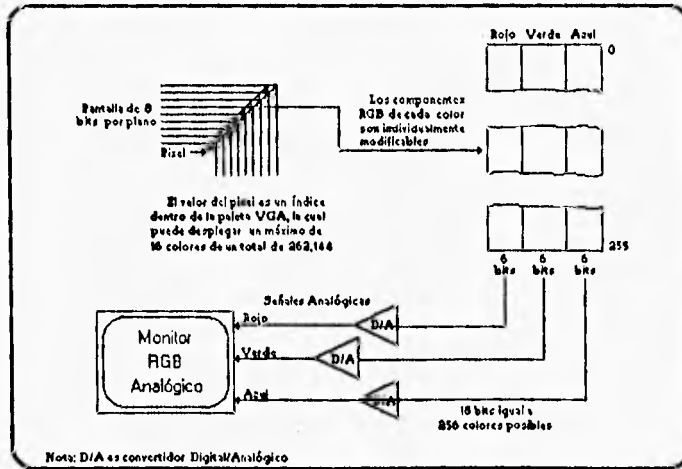 Rojo Verde Azul
0
Pantalla de 8
bits por plano
Pixel
Los componentes
RGB de cada color
son individualmente
modificables
El valor del pixel es un índice
dentro de la paleta VGA, la cual
puede desplegar un máximo de
16 colores de un total de 262,144
255
6 6 6
bits bits bits
Señales Analógicas
Rojo
D/A
Monitor
RGB
Analógico
Verde
D/A
Azul
D/A
18 bits igual a
256 colores posibles
Nota: D/A es convertidor Digital/Analógico